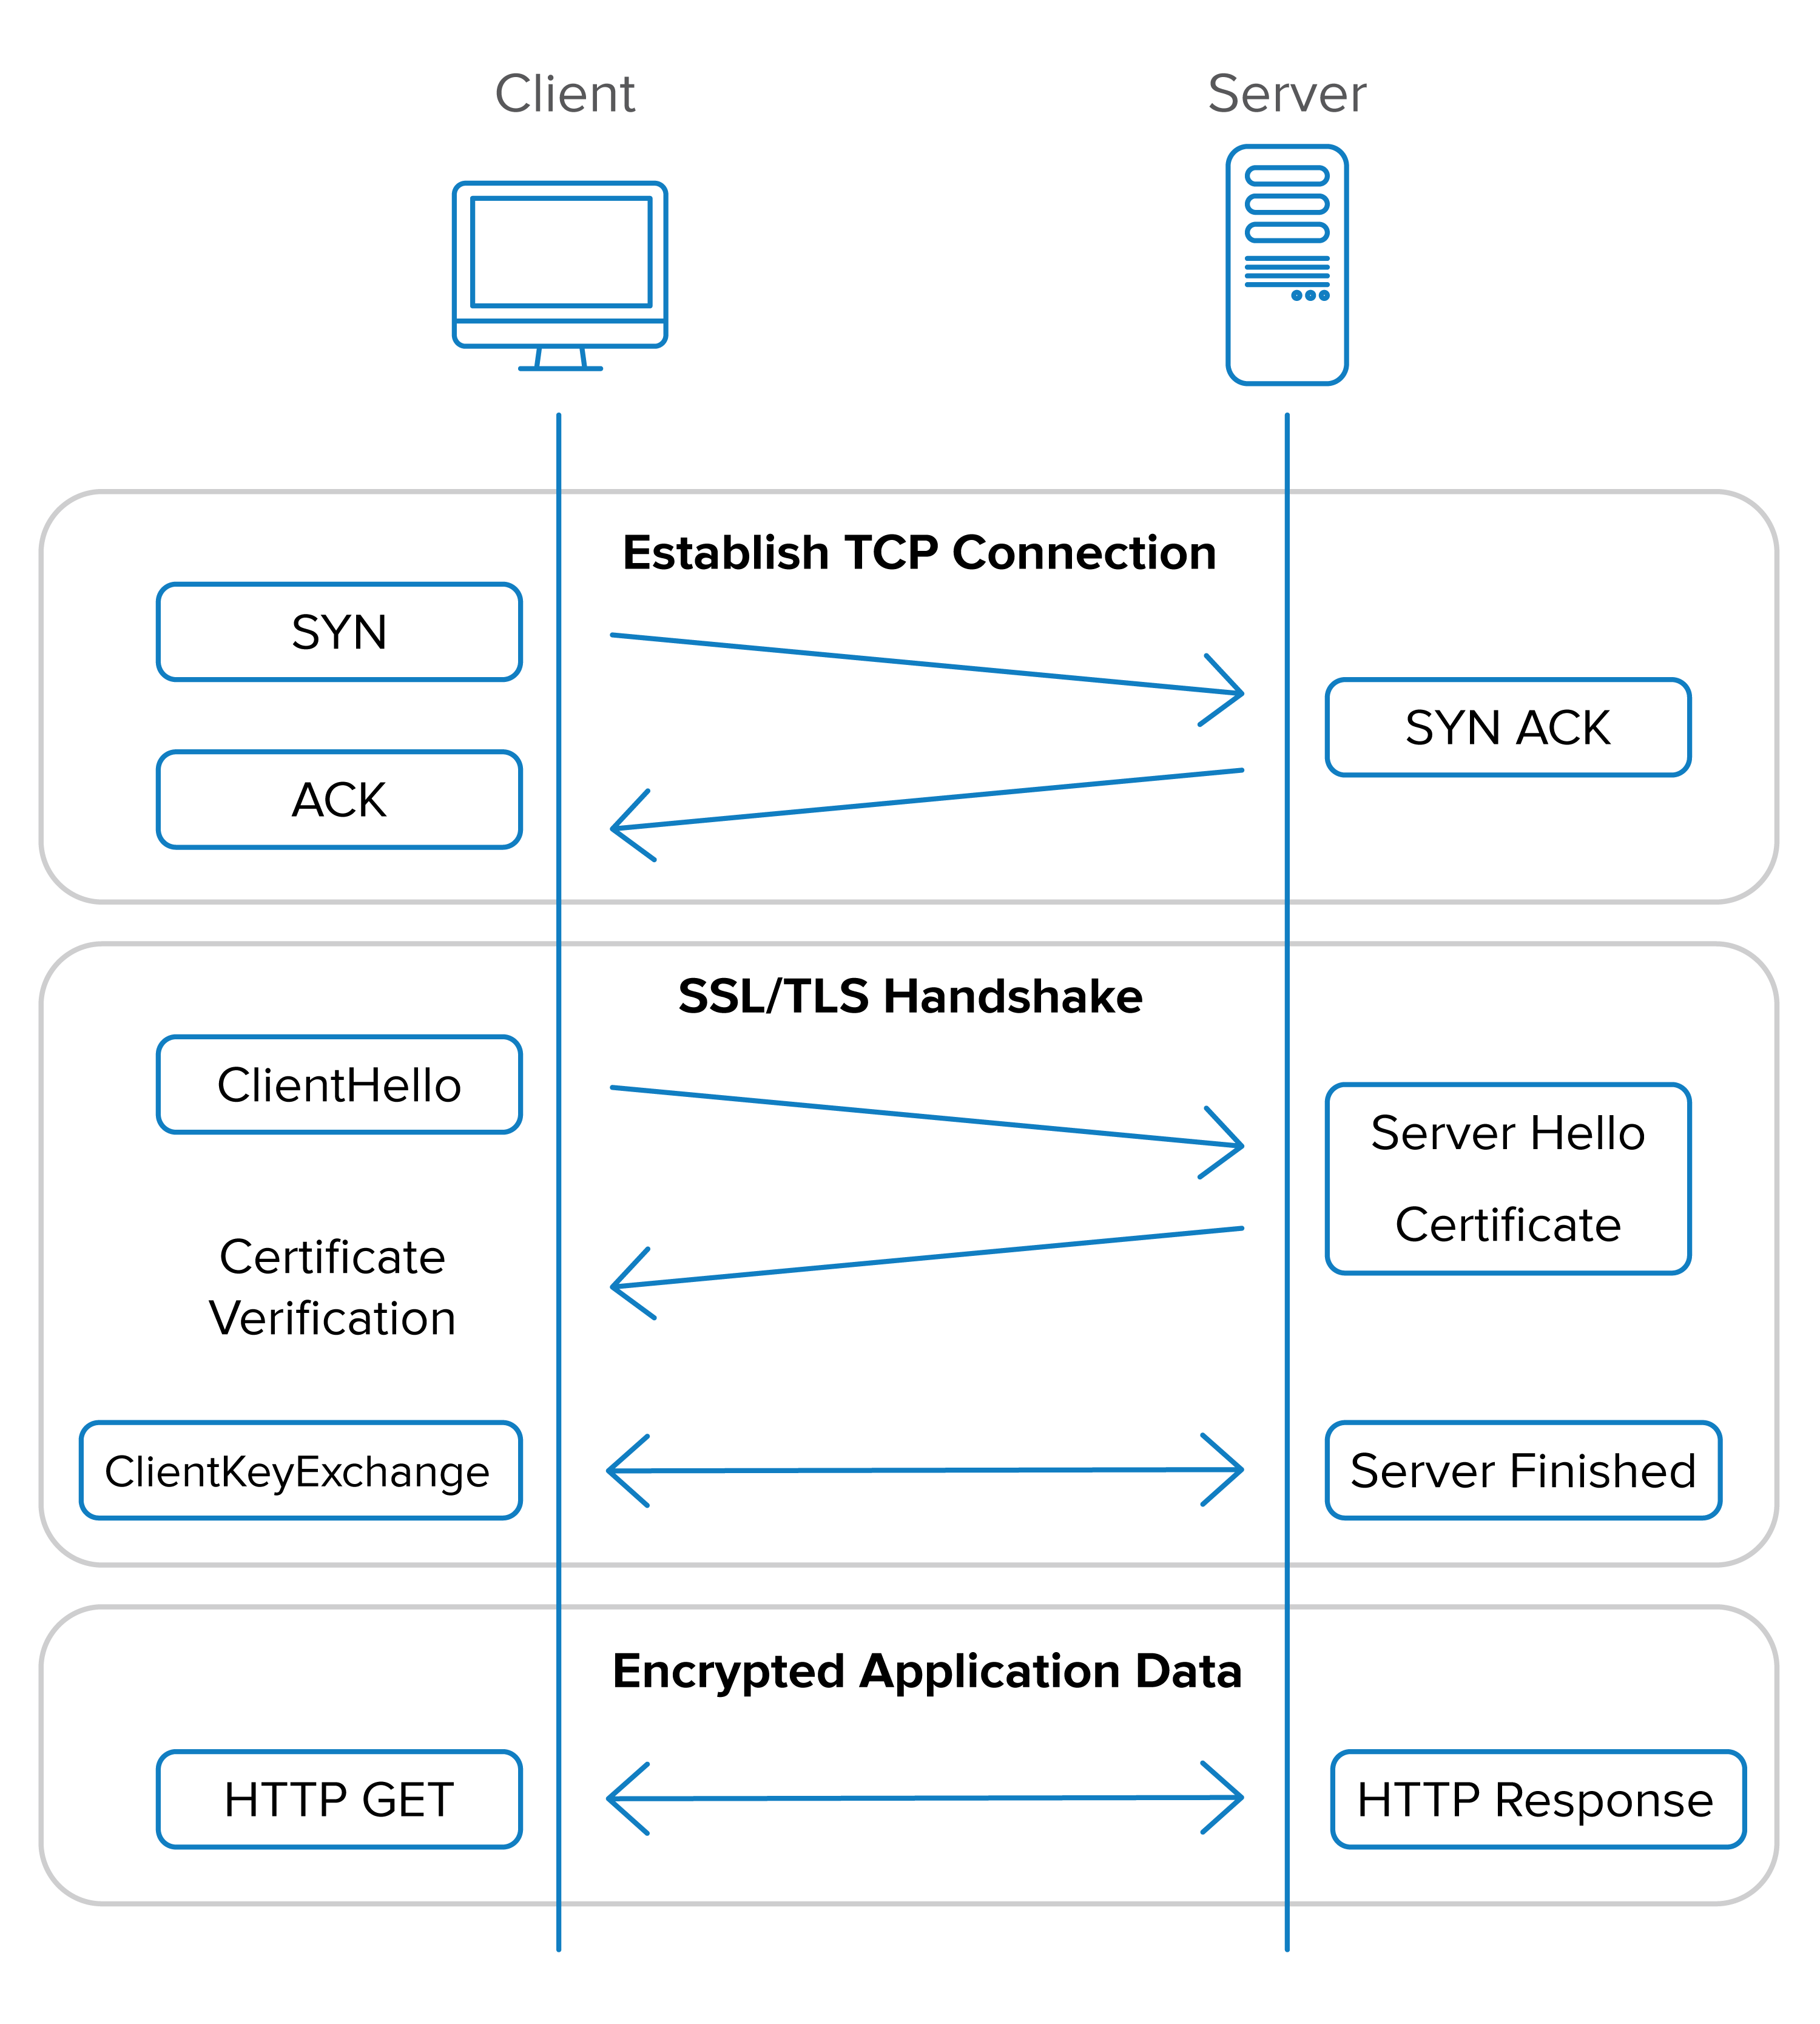 Client
Server
Establish TCP Connection
SYN
SYN ACK
ACK
SSL/TLS Handshake
ClientHello
Server Hello
Certificate
Certificate
Verification
ClientKeyExchange
Server Finished
Encrypted Application Data
HTTP GET
HTTP Response